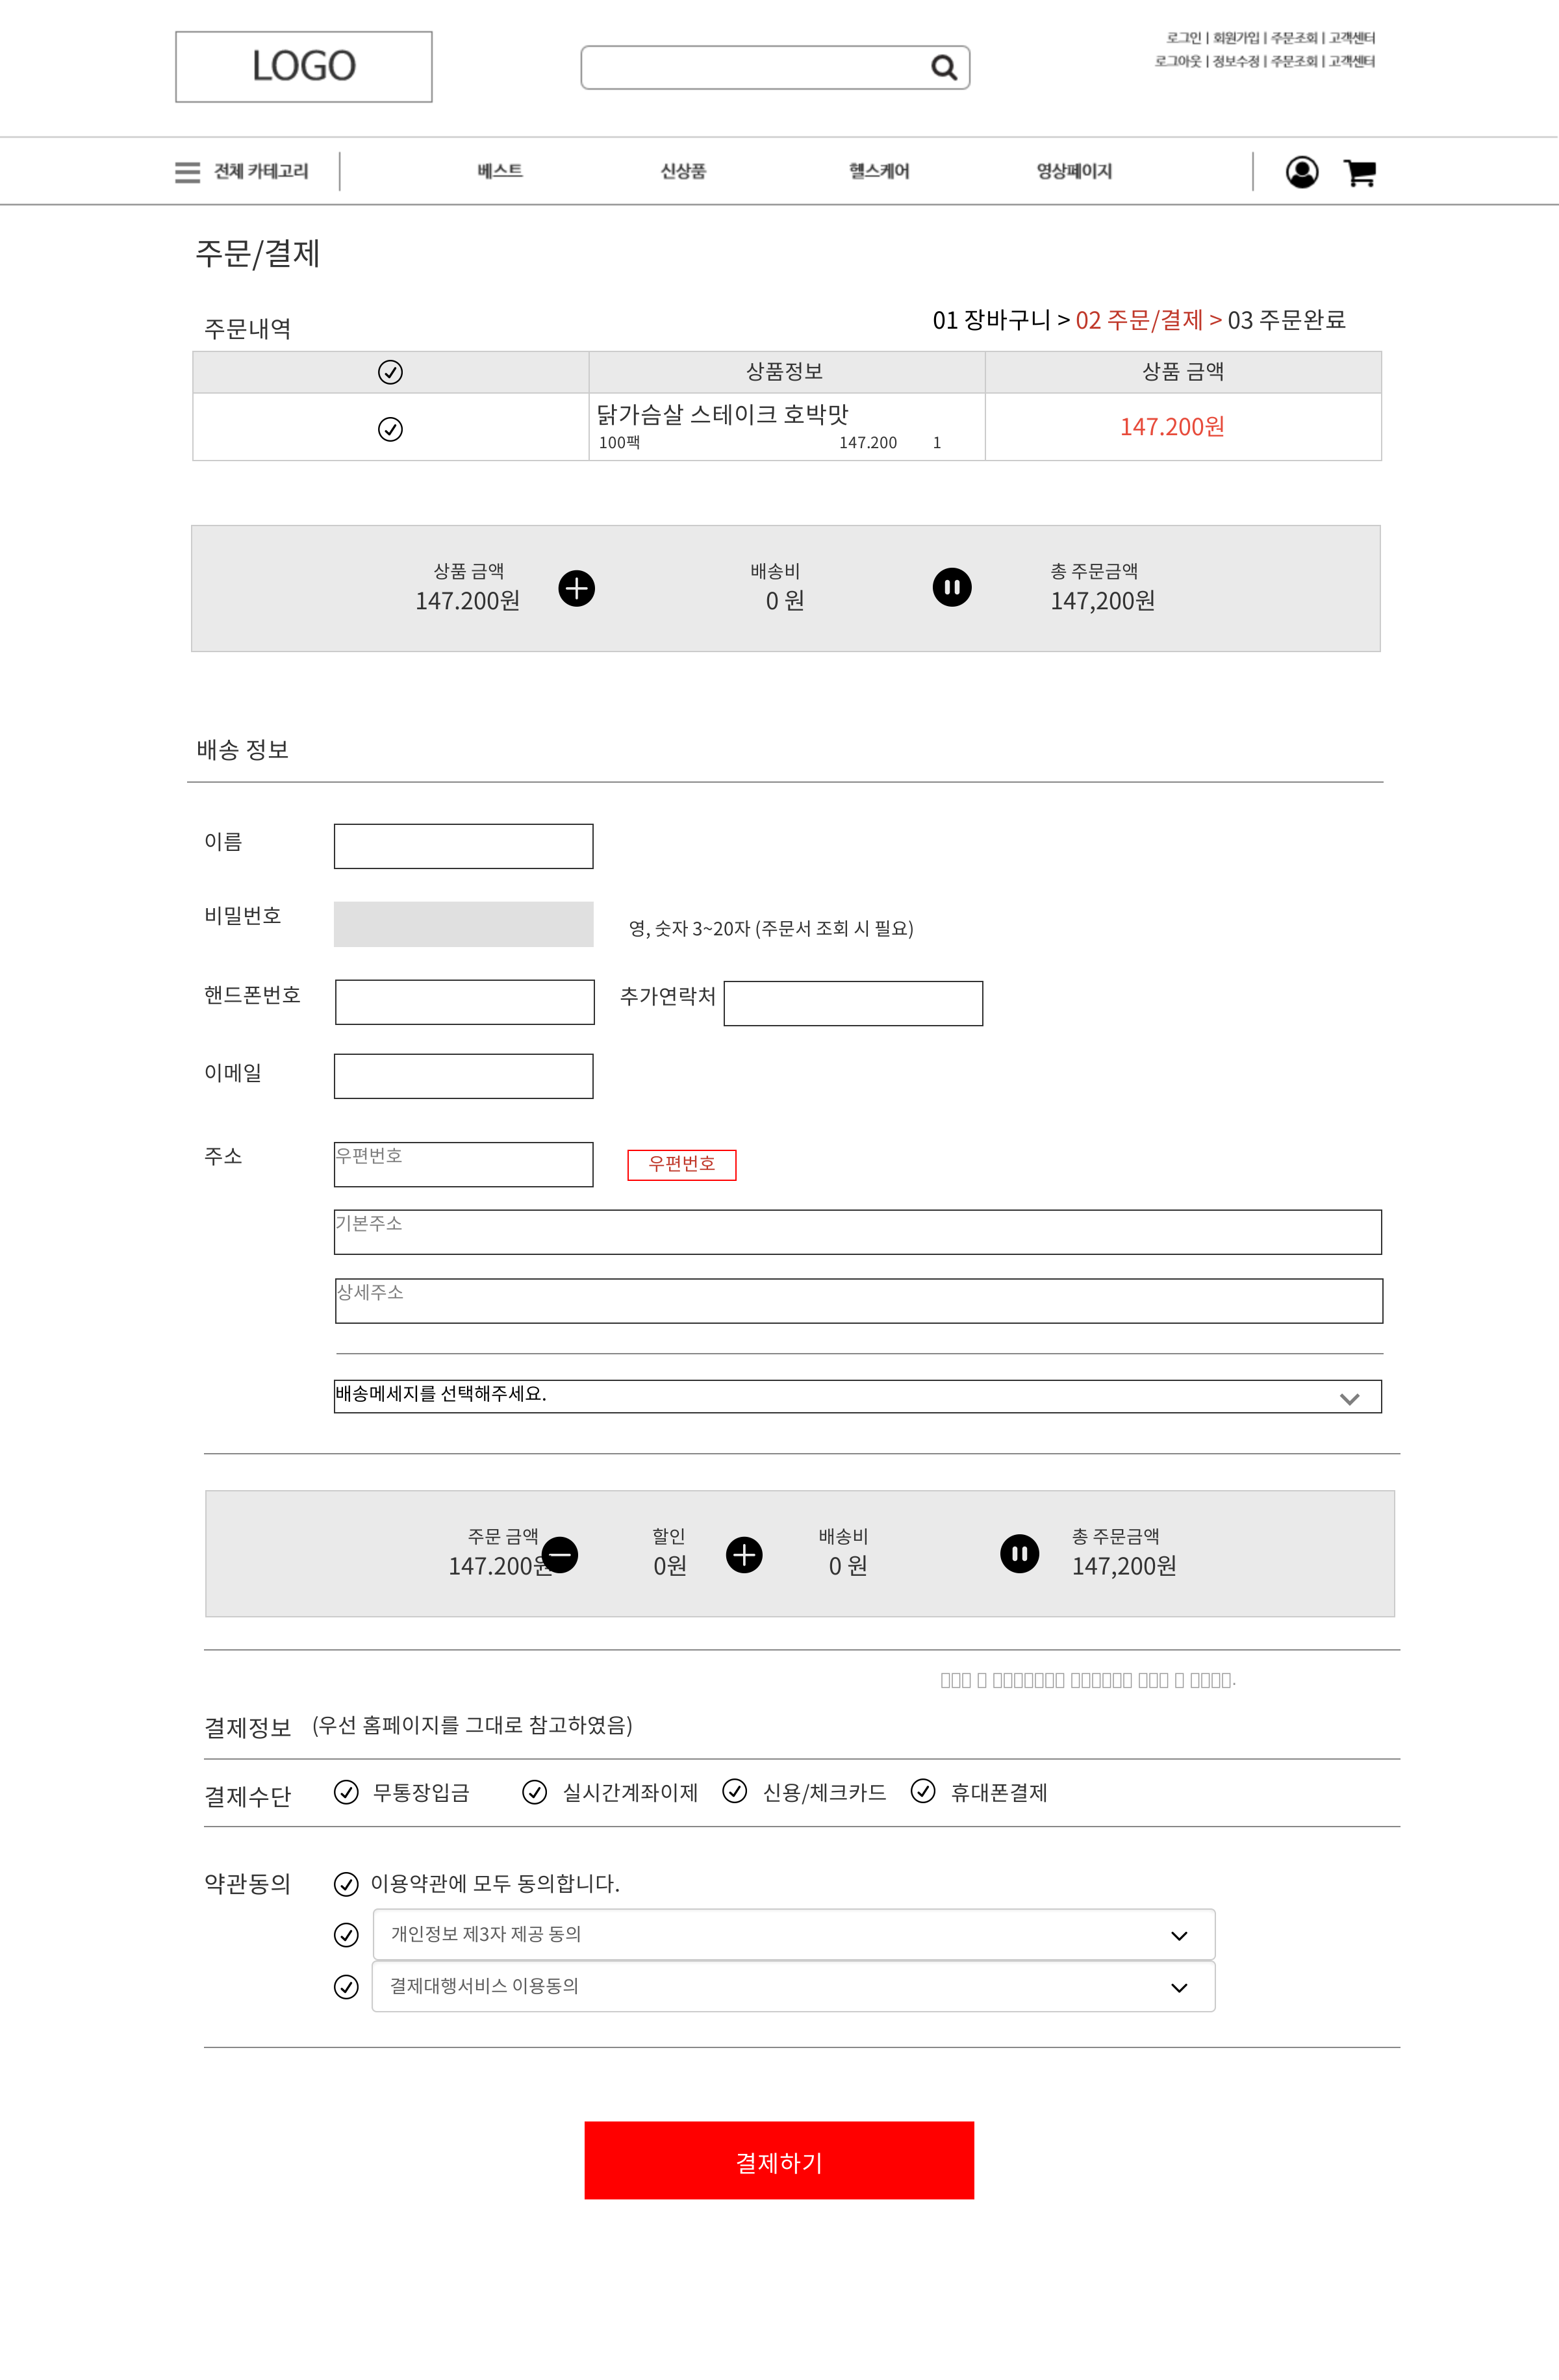 LOGO
로그인 | 회원가입 | 주문조회 | 고객센터
로그아웃 | 정보수정 | 주문조회 | 고객센터
전체 카테고리 베스트 신상품 헬스케어 영상페이지
주문/결제
01 장바구니 > 02 주문/결제 > 03 주문완료
주문내역
상품정보 상품 금액
닭가슴살 스테이크 호박맛
100팩 147.200 1
147.200원
상품 금액 배송비 총 주문금액
147.200원 0 원 147,200원
배송 정보
이름
비밀번호 영, 숫자 3~20자 (주문서 조회 시 필요)
핸드폰번호 추가연락처
이메일
주소 우편번호 우편번호
기본주소
상세주소
배송메세지를 선택해주세요.
주문 금액 할인 배송비 총 주문금액
147.200원 0원 0 원 147,200원
결제정보 (우선 홈페이지를 그대로 참고하였음)
결제수단 무통장입금 실시간계좌이제 신용/체크카드 휴대폰결제
약관동의 이용약관에 모두 동의합니다.
개인정보 제3자 제공 동의
결제대행서비스 이용동의
결제하기